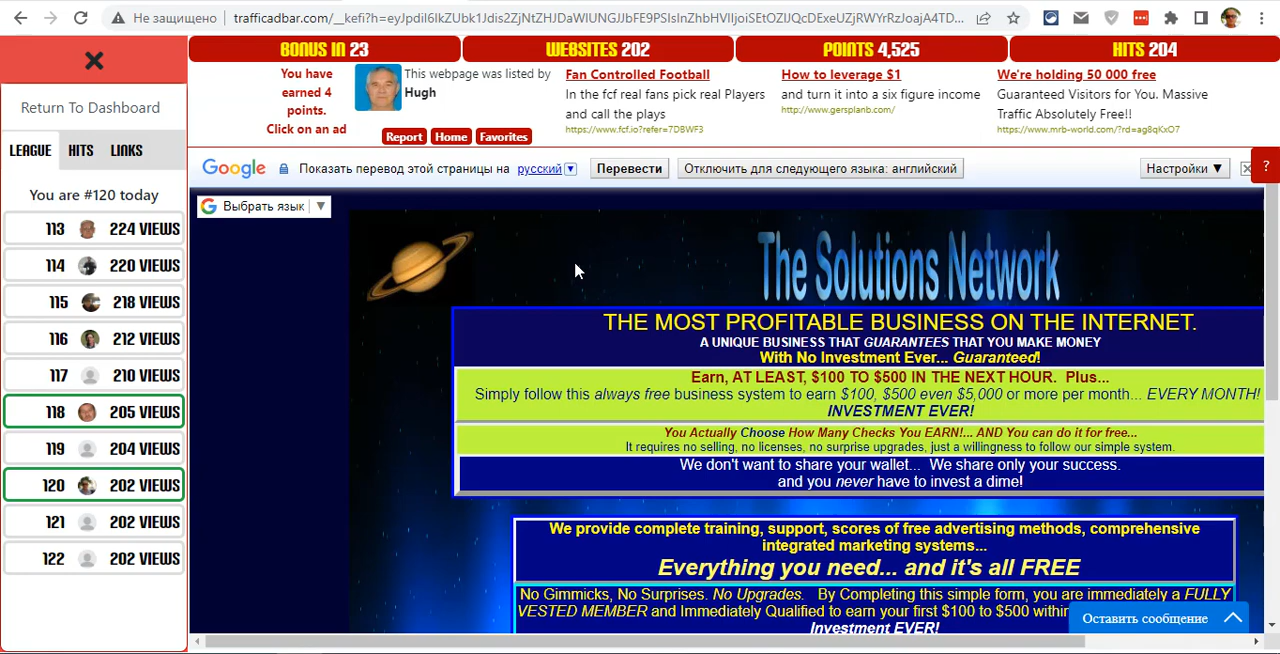 Не защищено
trafficadbar.com/__kefi?h=
BONUS IN 23
WEBSITES 202
POINTS 4,525
HITS 204
Return To Dashboard
LEAGUE HITS LINKS
You are #120 today
113 224 VIEWS
114 220 VIEWS
115 218 VIEWS
116 212 VIEWS
117 210 VIEWS
118 205 VIEWS
119 204 VIEWS
120 202 VIEWS
121 202 VIEWS
122 202 VIEWS
You have
earned 4
points.
Click on an ad
This webpage was listed by
Hugh
Report Home Favorites
Fan Controlled Football
In the fcf real fans pick real Players
and call the plays
https://www.fcf.io?refer=7DBWF3
How to leverage $1
and turn it into a six figure income
http://www.gersplanb.com/
We're holding 50 000 free
Guaranteed Visitors for You. Massive
Traffic Absolutely Free!!
https://www.mrb-world.com/?rd=ag8qKxO7
?
Google Показать перевод этой страницы на русский Перевести Отключить для следующего языка: английский Настройки
Выбрать язык
The Solutions Network
THE MOST PROFITABLE BUSINESS ON THE INTERNET.
A UNIQUE BUSINESS THAT GUARANTEES THAT YOU MAKE MONEY
With No Investment Ever... Guaranteed!
Earn, AT LEAST, $100 TO $500 IN THE NEXT HOUR. Plus...
Simply follow this always free business system to earn $100, $500 even $5,000 or more per month... EVERY MONTH!
INVESTMENT EVER!
You Actually Choose How Many Checks You EARN!... AND You can do it for free...
It requires no selling, no licenses, no surprise upgrades, just a willingness to follow our simple system.
We don't want to share your wallet... We share only your success.
and you never have to invest a dime!
We provide complete training, support, scores of free advertising methods, comprehensive
integrated marketing systems...
Everything you need... and it's all FREE
No Gimmicks, No Surprises. No Upgrades. By Completing this simple form, you are immediately a FULLY
VESTED MEMBER and Immediately Qualified to earn your first $100 to $500 within
Investment EVER!
Оставить сообщение